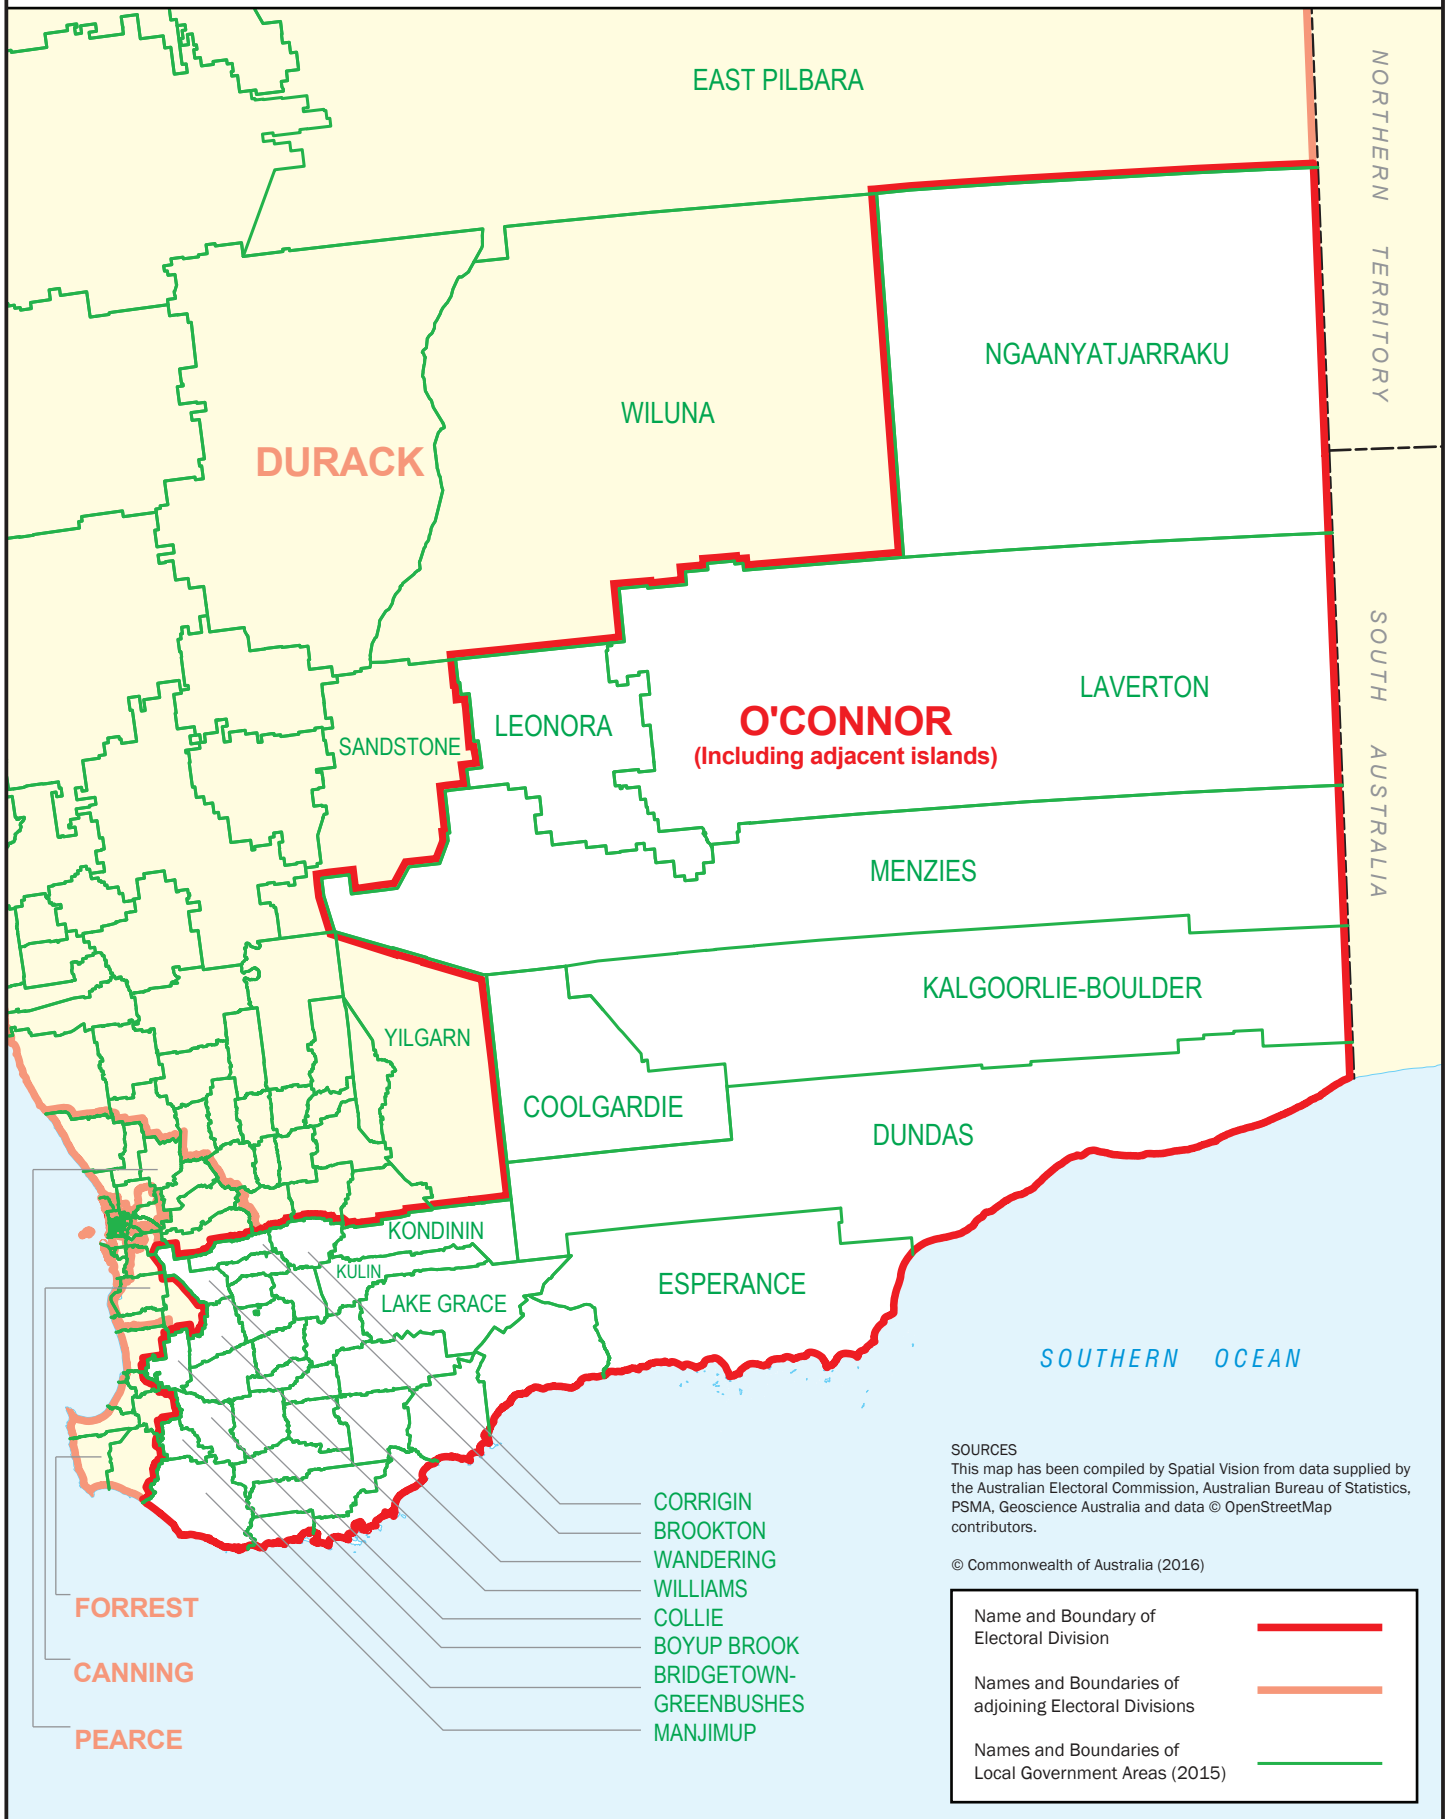 EAST PILBARA
NORTHERN TERRITORY
NGAANYATJARRAKU
WILUNA
DURACK
SOUTH AUSTRALIA
LAVERTON
O'CONNOR
(Including adjacent islands)
LEONORA
SANDSTONE
MENZIES
KALGOORLIE-BOULDER
YILGARN
COOLGARDIE
DUNDAS
KONDININ
KULIN
LAKE GRACE
ESPERANCE
SOUTHERN OCEAN
CORRIGIN
BROOKTON
WANDERING
WILLIAMS
COLLIE
BOYUP BROOK
BRIDGETOWN-
GREENBUSHES
MANJIMUP
FORREST
CANNING
PEARCE
SOURCES
This map has been compiled by Spatial Vision from data supplied by
the Australian Electoral Commission, Australian Bureau of Statistics,
PSMA, Geoscience Australia and data © OpenStreetMap
contributors.
© Commonwealth of Australia (2016)
Name and Boundary of
Electoral Division
Names and Boundaries of
adjoining Electoral Divisions
Names and Boundaries of
Local Government Areas (2015)